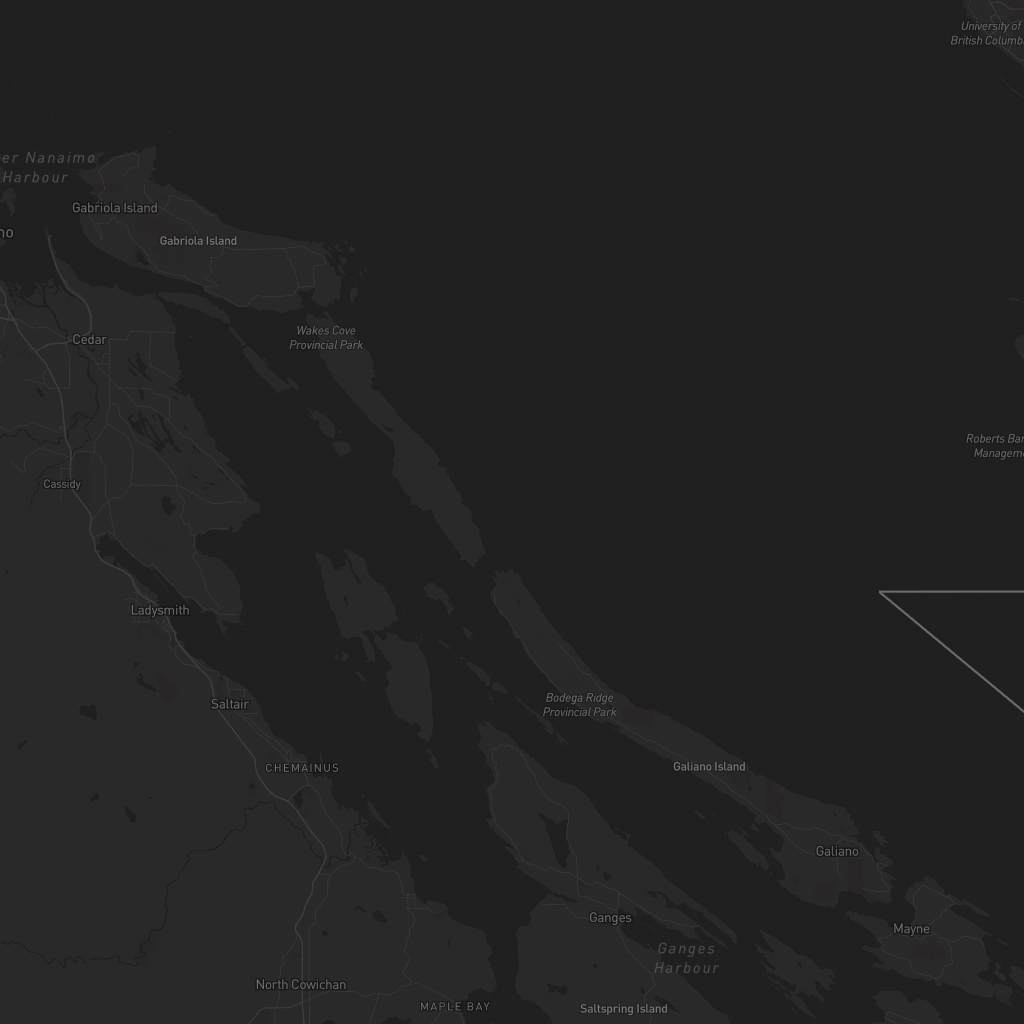 University of
British Columb
er Nanaimo
Harbour
Gabriola Island
no
Gabriola Island
Wakes Cove
Provincial Park
Cedar
Roberts Ban
Managem
Cassidy
Ladysmith
Bodega Ridge
Provincial Park
Saltair
CHEMAINUS
Galiano Island
Galiano
Ganges
Mayne
Ganges
Harbour
North Cowichan
MAPLE BAY
Saltspring Island